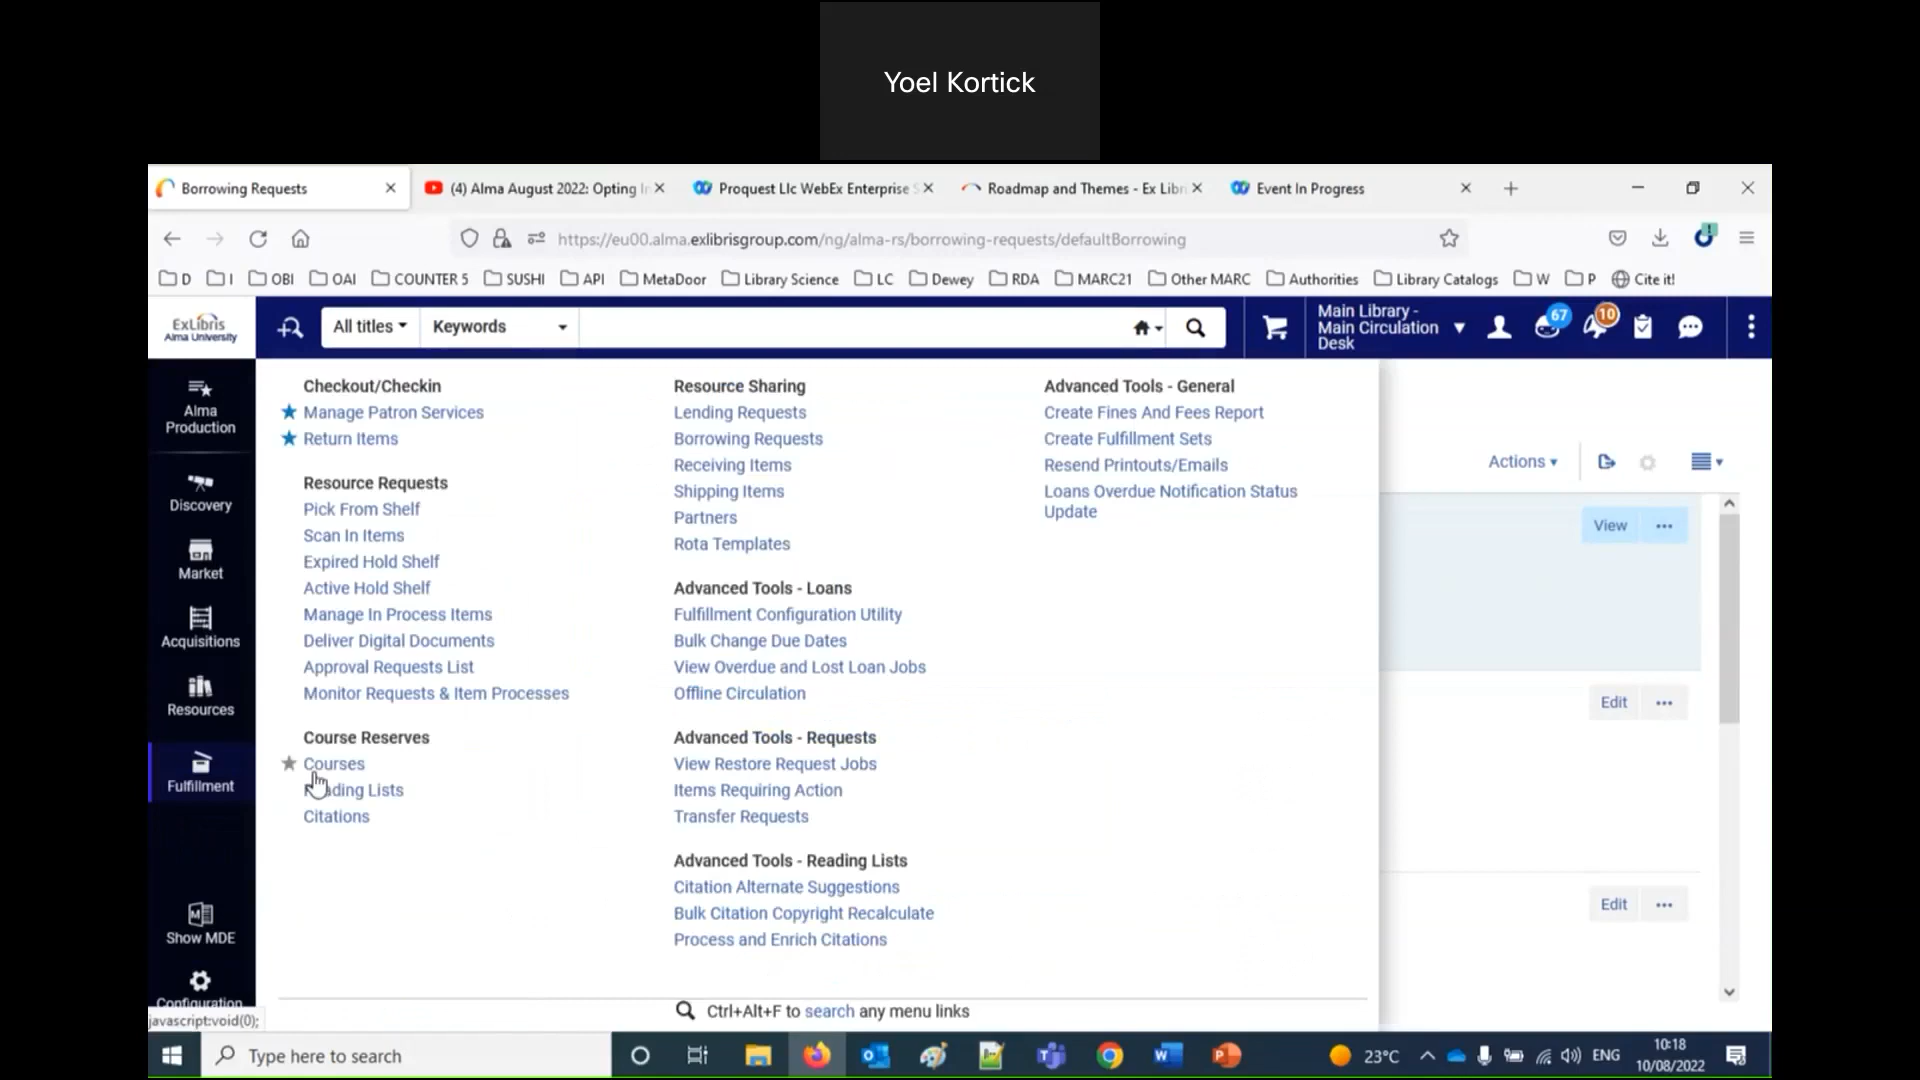 Yoel Kortick
Borrowing Requests
(4) Alma August 2022: Opting In
Proquest Llc WebEx Enterprise S
Roadmap and Themes - Ex Libri
Event In Progress
https://eu00.alma.exlibrisgroup.com/ng/alma-rs/borrowing-requests/defaultBorrowing
D I OBI OAI COUNTER 5 SUSHI API MetaDoor Library Science LC Dewey RDA MARC21 Other MARC Authorities Library Catalogs W P Cite it!
ExLibris
Alma University
All titles
Keywords
Main Library -
Main Circulation
Desk
67
10
Alma
Production
Discovery
Market
Acquisitions
Resources
Fulfillment
Show MDE
Configuration
javascript:void(0);
Checkout/Checkin
Manage Patron Services
Return Items
Resource Requests
Pick From Shelf
Scan In Items
Expired Hold Shelf
Active Hold Shelf
Manage In Process Items
Deliver Digital Documents
Approval Requests List
Monitor Requests & Item Processes
Course Reserves
Courses
ading Lists
Citations
Resource Sharing
Lending Requests
Borrowing Requests
Receiving Items
Shipping Items
Partners
Rota Templates
Advanced Tools - Loans
Fulfillment Configuration Utility
Bulk Change Due Dates
View Overdue and Lost Loan Jobs
Offline Circulation
Advanced Tools - Requests
View Restore Request Jobs
Items Requiring Action
Transfer Requests
Advanced Tools - Reading Lists
Citation Alternate Suggestions
Bulk Citation Copyright Recalculate
Process and Enrich Citations
Advanced Tools - General
Create Fines And Fees Report
Create Fulfillment Sets
Resend Printouts/Emails
Loans Overdue Notification Status
Update
Ctrl+Alt+F to search any menu links
Actions
View
Edit
Edit
Type here to search
23°C
ENG
10:18
10/08/2022